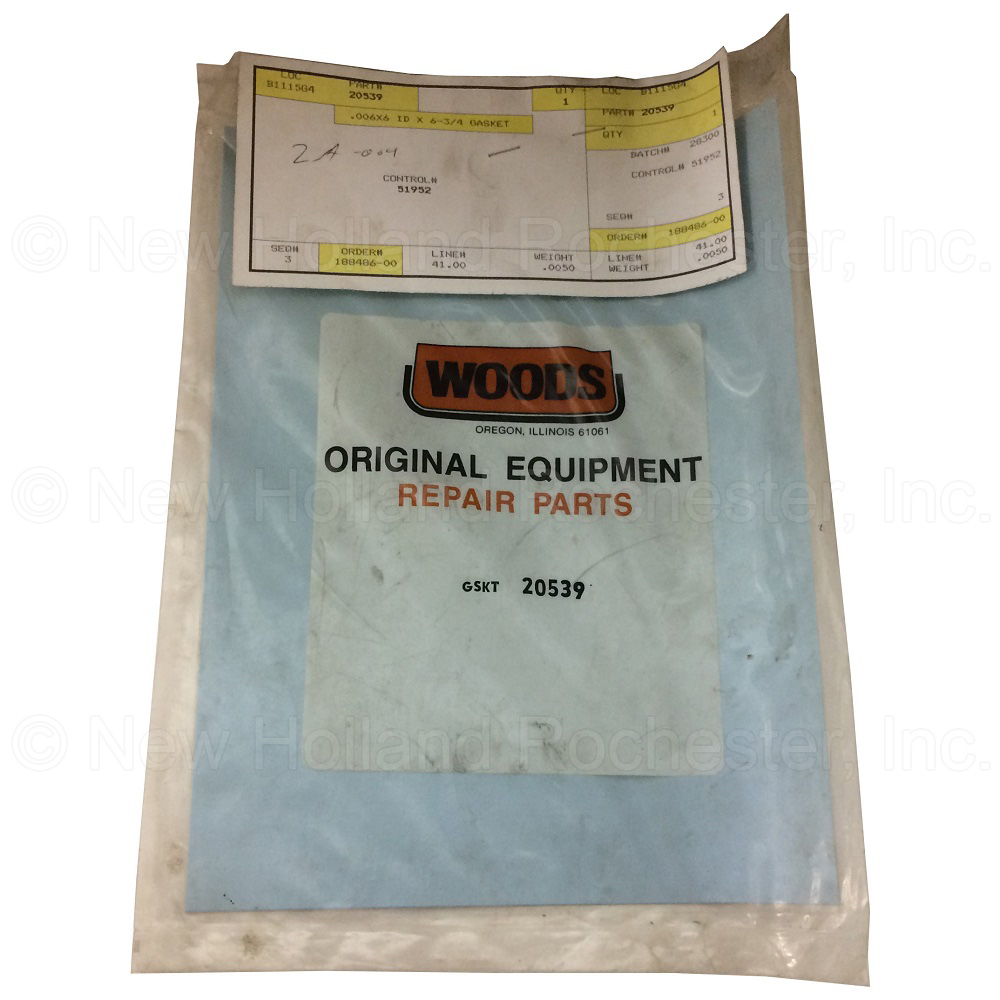 LOC PART# QTY LOC B1115G4
B1115G4 20539 1 PART# 20539
.006X6 ID X 6-3/4 GASKET QTY 1
2A -004 BATCH# 28300
CONTROL# CONTROL# 51952
51952
SEQ# 3
ORDER# 188486-00
SEQ# ORDER# LINE# WEIGHT LINE# 41.00
3 188486-00 41.00 .0050 WEIGHT .0050
WOODS
OREGON, ILLINOIS 61061
ORIGINAL EQUIPMENT
REPAIR PARTS
GSKT 20539
© New Holland Rochester, Inc.
© New Holland Rochester, Inc.
© New Holland Rochester, Inc.